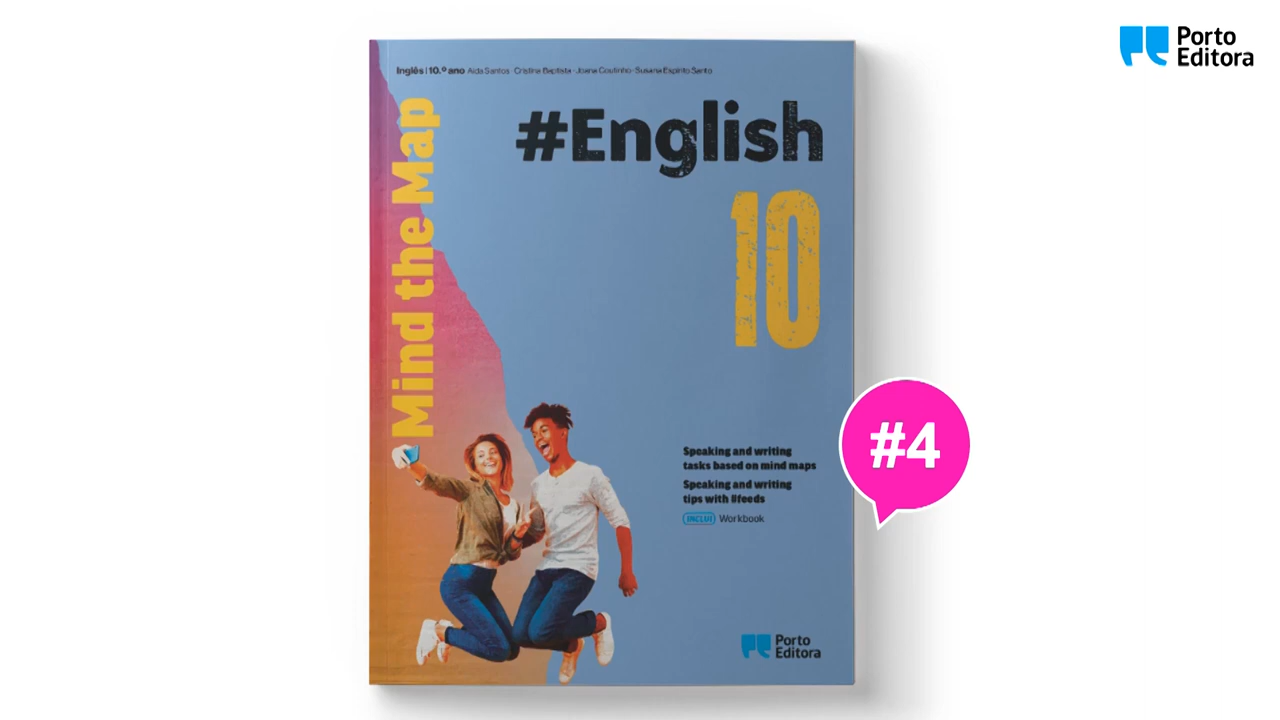 Porto
Editora
Inglês | 10.º ano Aida Santos · Cristina Baptista · Joana Coutinho · Susana Espírito Santo
Mind the Map
#English
10
Speaking and writing
tasks based on mind maps
Speaking and writing
tips with #feeds
INCLUI Workbook
#4
Porto
Editora